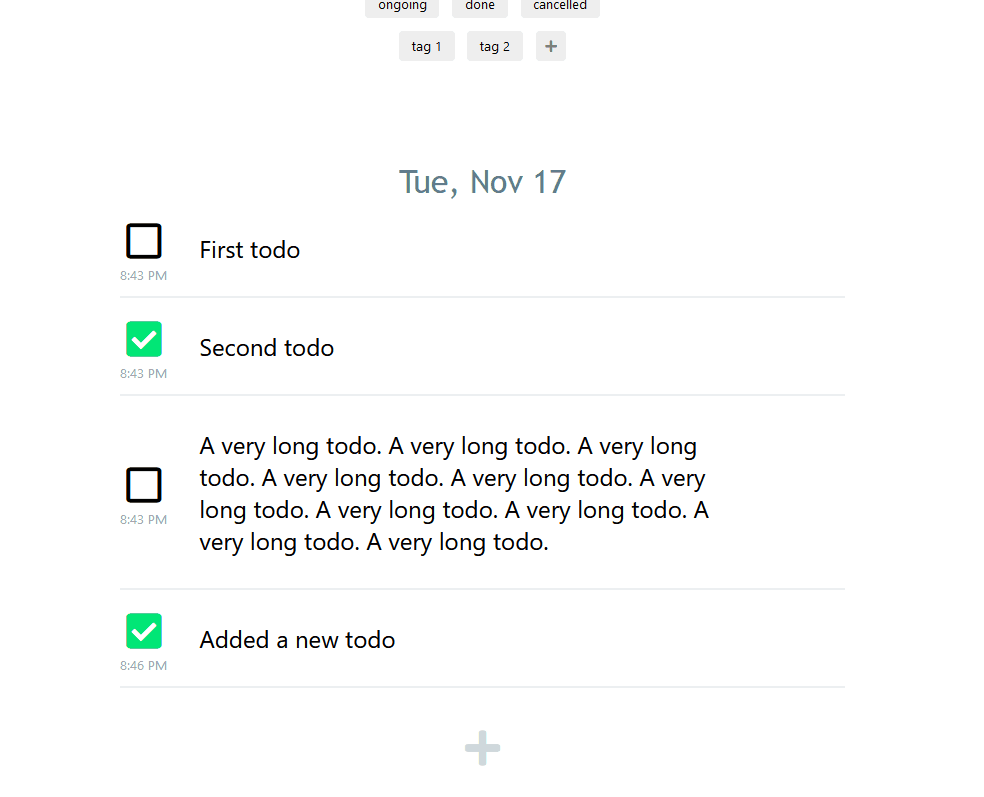 ongoing done cancelled
tag 1 tag 2 +
Tue, Nov 17
First todo
8:43 PM
Second todo
8:43 PM
A very long todo. A very long todo. A very long
todo. A very long todo. A very long todo. A very
long todo. A very long todo. A very long todo. A
very long todo. A very long todo.
8:43 PM
Added a new todo
8:46 PM